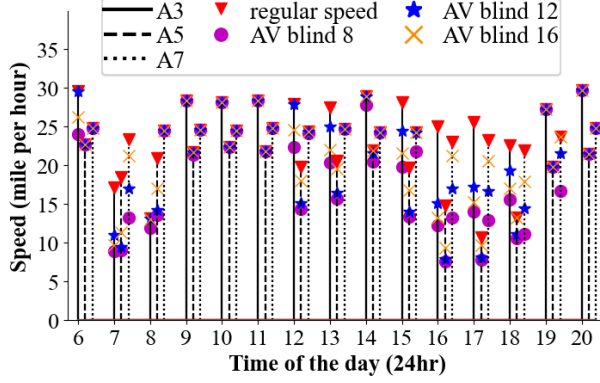 A3 regular speed AV blind 12
A5 AV blind 8 AV blind 16
A7
35
30
25
20
15
10
5
0
Speed (mile per hour)
6 7 8 9 10 11 12 13 14 15 16 17 18 19 20
Time of the day (24hr)